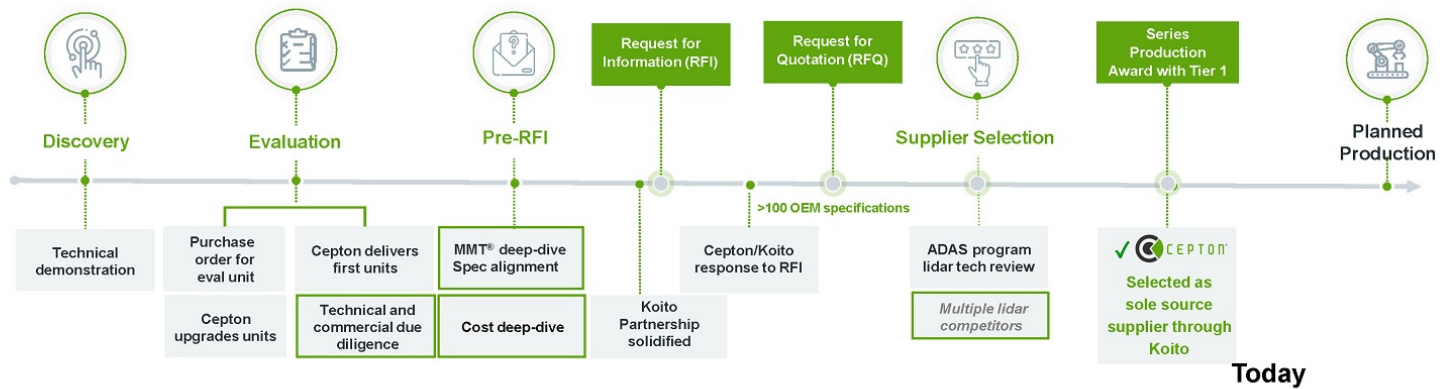 Request for
Information (RFI)
Request for
Quotation (RFQ)
Series
Production
Award with Tier 1
Discovery
Evaluation
Pre-RFI
Supplier Selection
Planned
Production
>100 OEM specifications
Technical
demonstration
Purchase
order for
eval unit
Cepton
upgrades units
Cepton delivers
first units
Technical and
commercial due
diligence
MMT® deep-dive
Spec alignment
Cost deep-dive
Koito
Partnership
solidified
Cepton/Koito
response to RFI
ADAS program
lidar tech review
Multiple lidar
competitors
CEPTON
Selected as
sole source
supplier through
Koito
Today